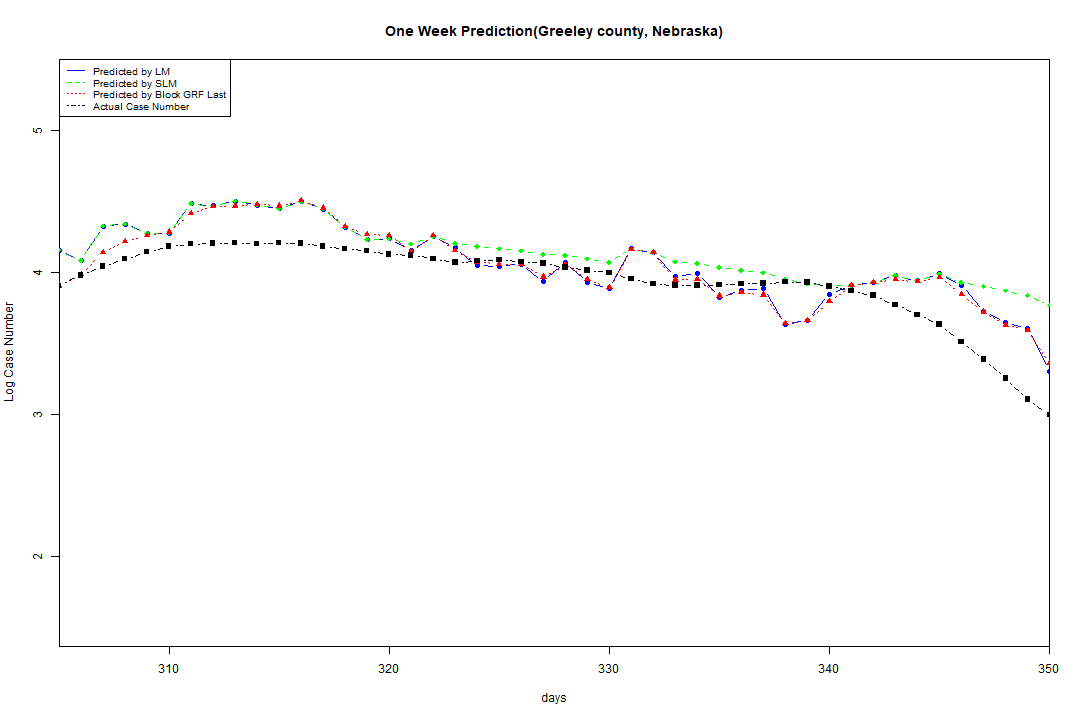 One Week Prediction(Greeley county, Nebraska)
Predicted by LM
Predicted by SLM
Predicted by Block GRF Last
Actual Case Number
5
4
3
2
Log Case Number
310 320 330 340 350
days